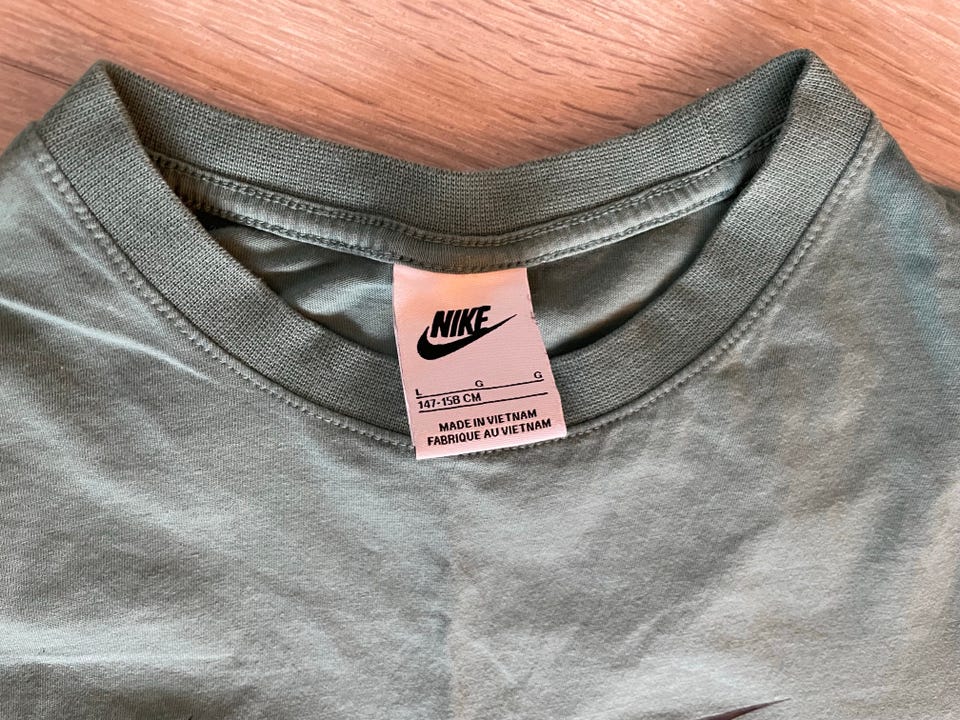 NIKE
L G G
147-158 CM
MADE IN VIETNAM
FABRIQUE AU VIETNAM